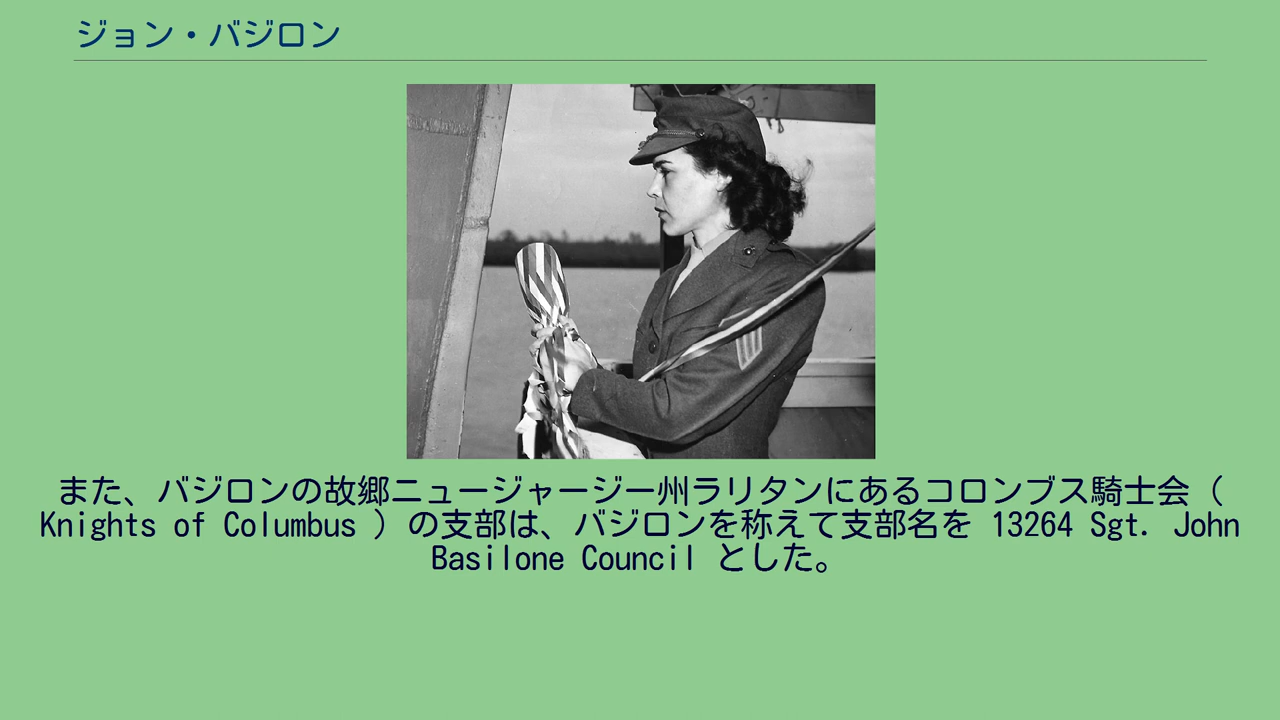 ジョン・バジロン
また、バジロンの故郷ニュージャージー州ラリタンにあるコロンブス騎士会（
Knights of Columbus ）の支部は、バジロンを称えて支部名を 13264 Sgt. John
Basilone Council とした。